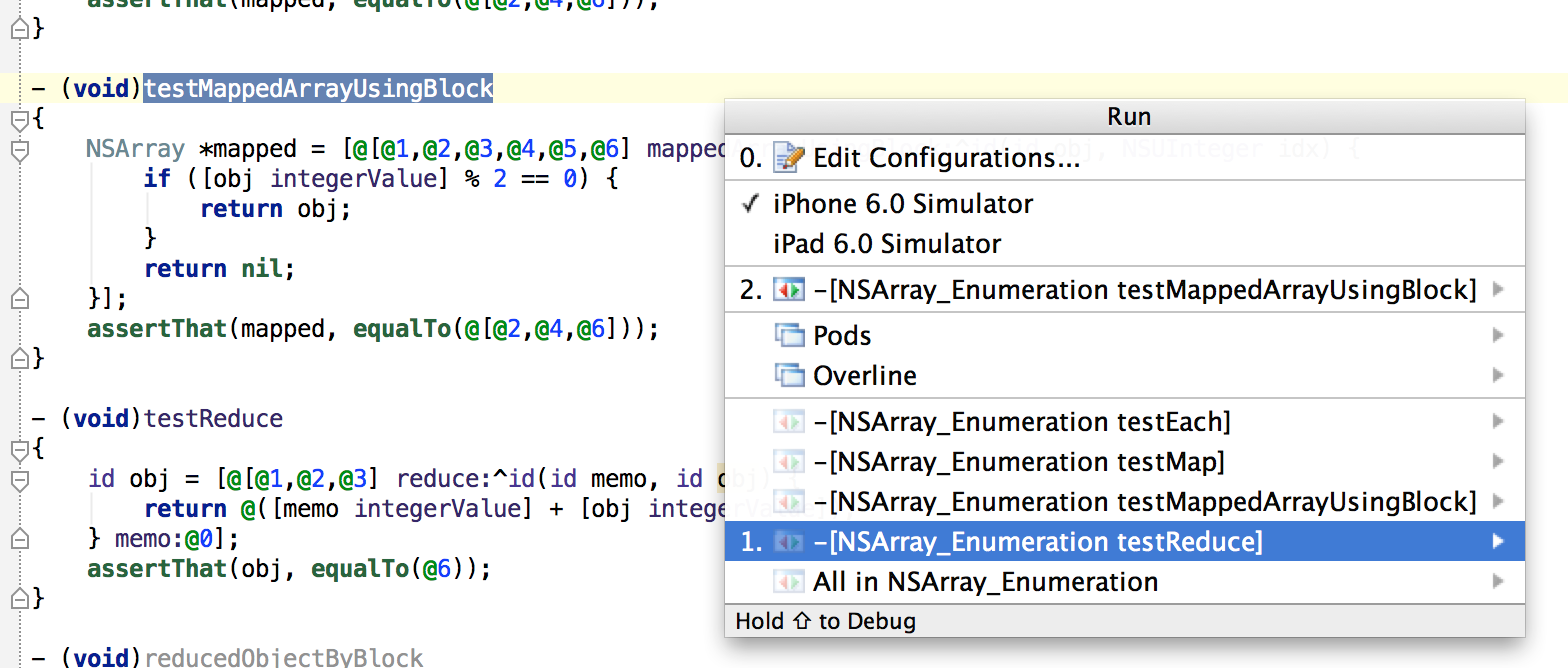 assertThat(mapped, equalTo(@[@2,@4,@6]));
}
- (void)testMappedArrayUsingBlock
{
NSArray *mapped = [@[@1,@2,@3,@4,@5,@6] mapped obj, NSUInteger idx) {
if ([obj integerValue] % 2 == 0) {
return obj;
}
return nil;
}];
assertThat(mapped, equalTo(@[@2,@4,@6]));
}
- (void)testReduce
{
id obj = [@[@1,@2,@3] reduce:^id(id memo, id obj) {
return @([memo integerValue] + [obj integerValue]
} memo:@0];
assertThat(obj, equalTo(@6));
}
- (void)reducedObjectByBlock
Run
0. Edit Configurations...
✓ iPhone 6.0 Simulator
iPad 6.0 Simulator
2. -[NSArray_Enumeration testMappedArrayUsingBlock]
Pods
Overline
-[NSArray_Enumeration testEach]
-[NSArray_Enumeration testMap]
-[NSArray_Enumeration testMappedArrayUsingBlock]
1. -[NSArray_Enumeration testReduce]
All in NSArray_Enumeration
Hold ⇧ to Debug